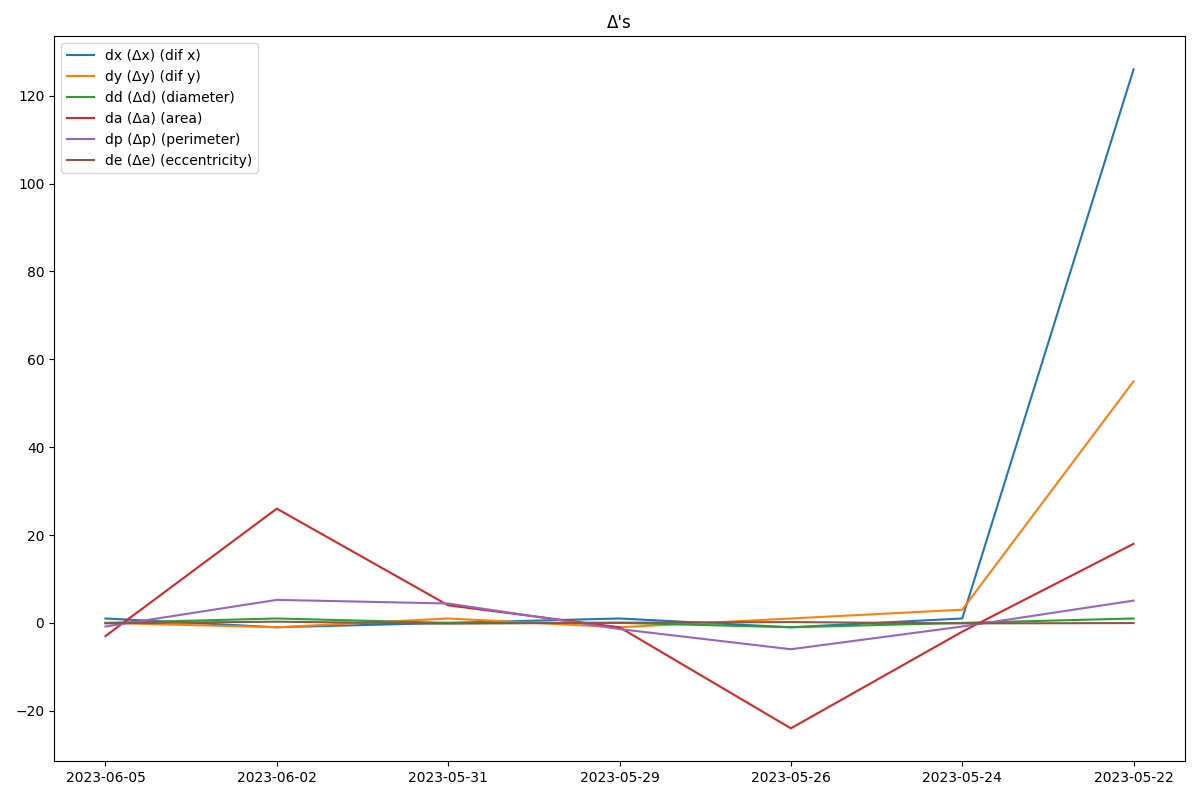 Δ's
dx (Δx) (dif x)
dy (Δy) (dif y)
dd (Δd) (diameter)
da (Δa) (area)
dp (Δp) (perimeter)
de (Δe) (eccentricity)
120
100
80
60
40
20
0
−20
2023-06-05 2023-06-02 2023-05-31 2023-05-29 2023-05-26 2023-05-24 2023-05-22